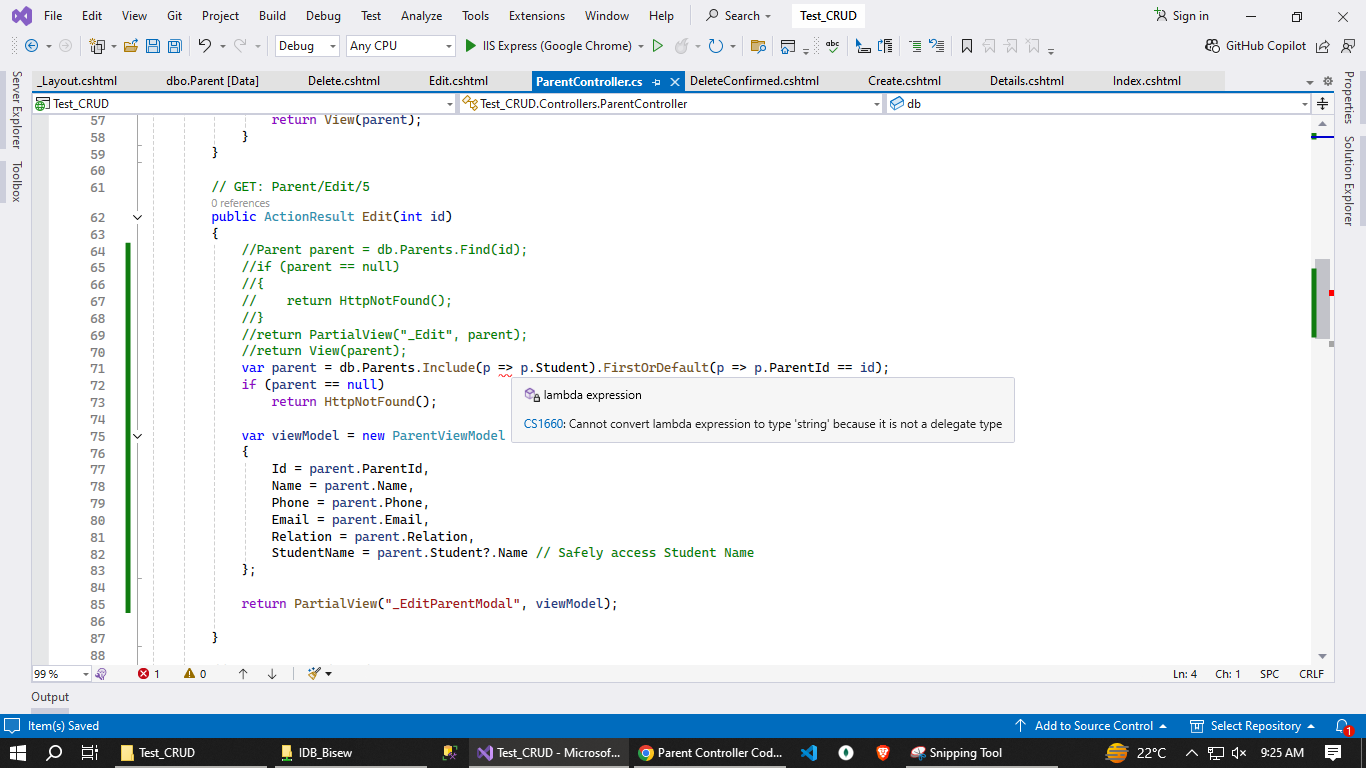 File Edit View Git Project Build Debug Test Analyze Tools Extensions Window Help Search Test_CRUD Sign in
Debug Any CPU IIS Express (Google Chrome) GitHub Copilot
_Layout.cshtml dbo.Parent [Data] Delete.cshtml Edit.cshtml ParentController.cs DeleteConfirmed.cshtml Create.cshtml Details.cshtml Index.cshtml
Test_CRUD Test_CRUD.Controllers.ParentController db
Server Explorer
Toolbox
Properties
Solution Explorer
57 return View(parent);
58 }
59 }
60
61 // GET: Parent/Edit/5
0 references
62 public ActionResult Edit(int id)
63 {
64 //Parent parent = db.Parents.Find(id);
65 //if (parent == null)
66 //{
67 // return HttpNotFound();
68 //}
69 //return PartialView("_Edit", parent);
70 //return View(parent);
71 var parent = db.Parents.Include(p => p.Student).FirstOrDefault(p => p.ParentId == id);
72 if (parent == null)
73 return HttpNotFound();
74
75 var viewModel = new ParentViewModel
76 {
77 Id = parent.ParentId,
78 Name = parent.Name,
79 Phone = parent.Phone,
80 Email = parent.Email,
81 Relation = parent.Relation,
82 StudentName = parent.Student?.Name // Safely access Student Name
83 };
84
85 return PartialView("_EditParentModal", viewModel);
86
87 }
88
lambda expression
CS1660: Cannot convert lambda expression to type 'string' because it is not a delegate type
99 % 1 0 Ln: 4 Ch: 1 SPC CRLF
Output
Item(s) Saved Add to Source Control Select Repository 1
Test_CRUD IDB_Bisew Test_CRUD - Microsof... Parent Controller Cod... Snipping Tool 22°C 9:25 AM